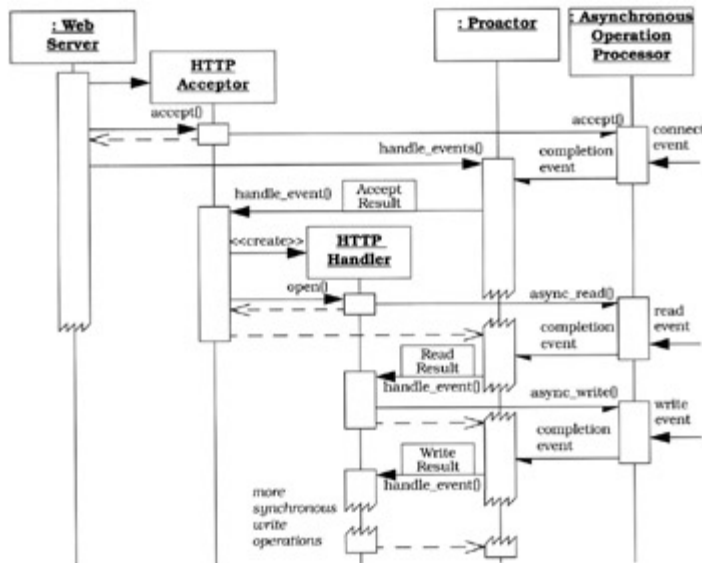 : Web
Server
HTTP
Acceptor
: Proactor
: Asynchronous
Operation
Processor
accept()
accept()
connect
event
handle_events()
completion
event
handle_event()
Accept
Result
<<create>>
HTTP
Handler
open()
async_read()
read
event
completion
event
Read
Result
handle_event()
async_write()
write
event
completion
event
Write
Result
handle_event()
more
synchronous
write
operations